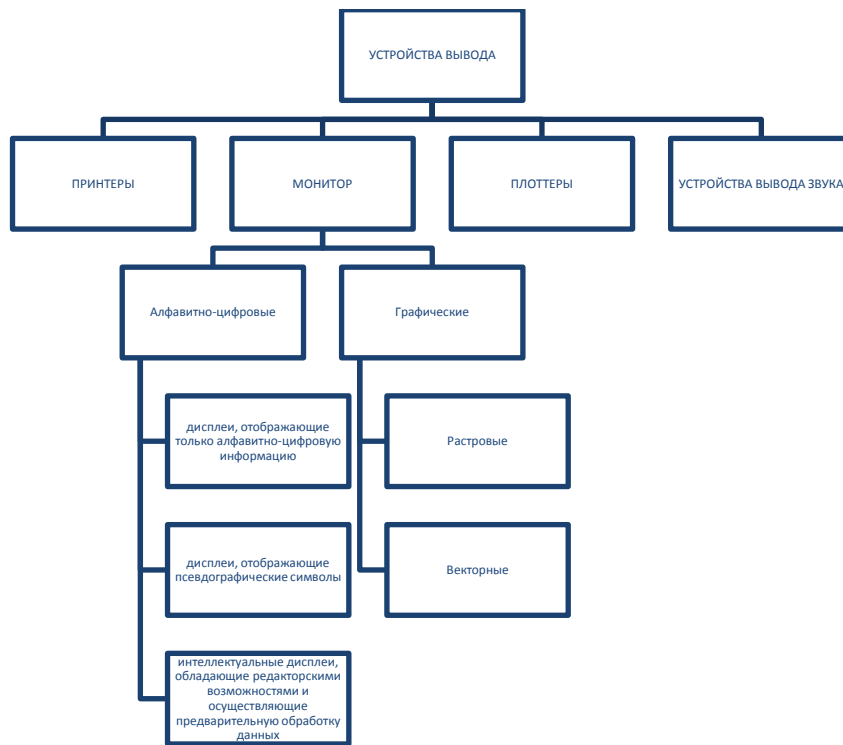 УСТРОЙСТВА ВЫВОДА
ПРИНТЕРЫ
МОНИТОР
ПЛОТТЕРЫ
УСТРОЙСТВА ВЫВОДА ЗВУКА
Алфавитно-цифровые
Графические
дисплеи, отображающие
только алфавитно-цифровую
информацию
Растровые
дисплеи, отображающие
псевдографические символы
Векторные
интеллектуальные дисплеи,
обладающие редакторскими
возможностями и
осуществляющие
предварительную обработку
данных